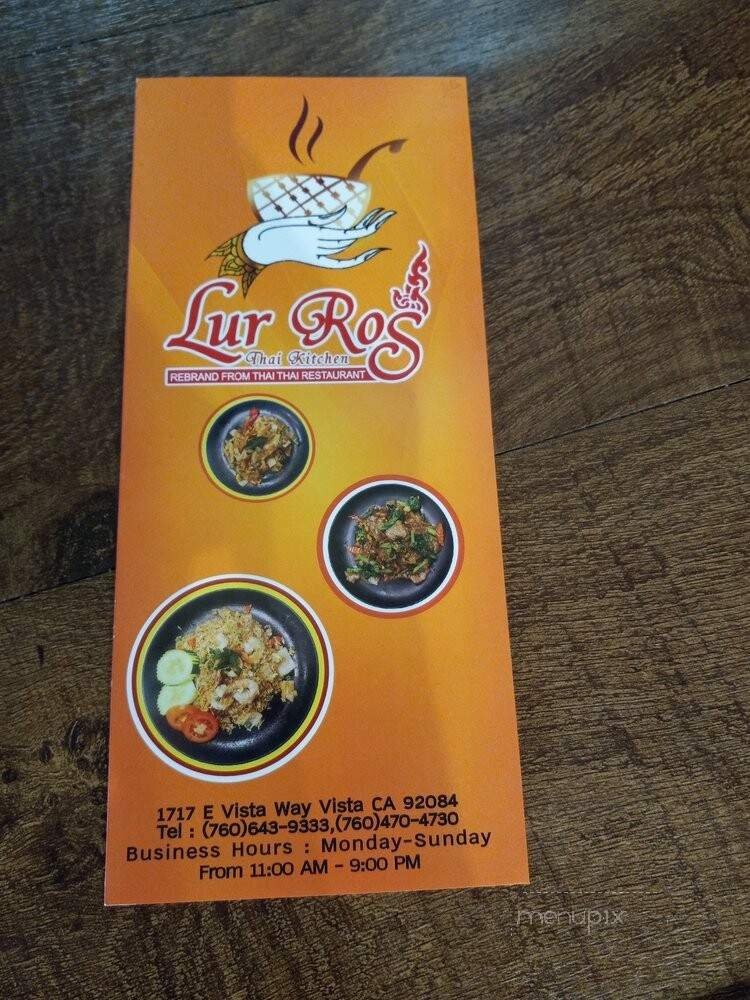 Lur Ros
Thai Kitchen
REBRAND FROM THAI THAI RESTAURANT
1717 E Vista Way Vista CA 92084
Tel : (760)643-9333,(760)470-4730
Business Hours : Monday-Sunday
From 11:00 AM - 9:00 PM
menupix